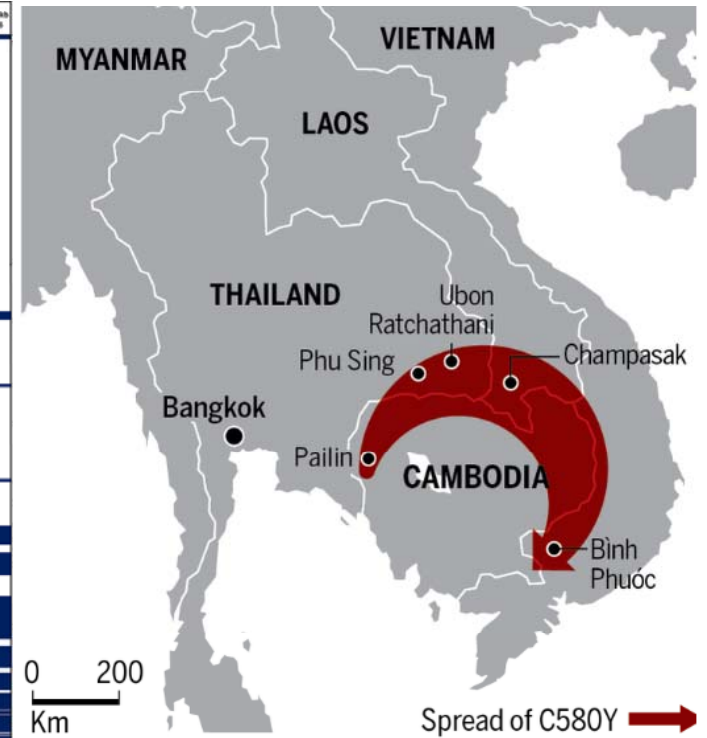 VIETNAM
MYANMAR
LAOS
THAILAND
Ubon
Ratchathani
Phu Sing
Champasak
Bangkok
Pailin
CAMBODIA
Bình
Phuóc
0 200
Km
Spread of C580Y